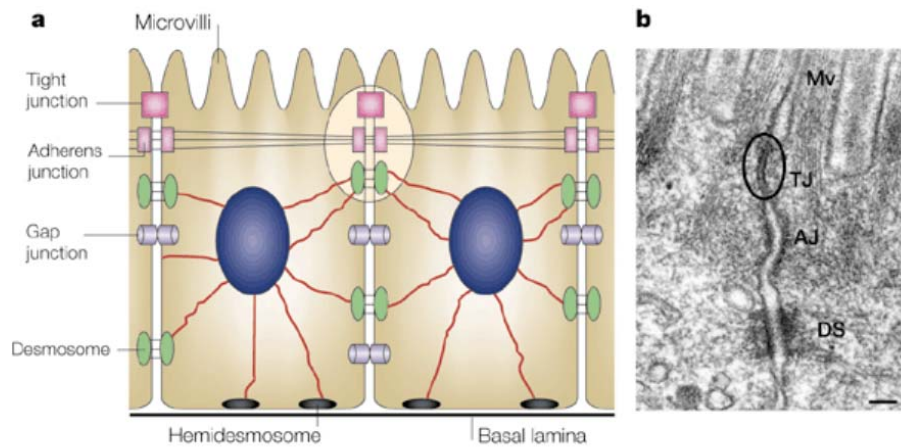 a
Microvilli
Tight
junction
Adherens
junction
Gap
junction
Desmosome
Hemidesmosome
Basal lamina
b
Mv
TJ
AJ
DS